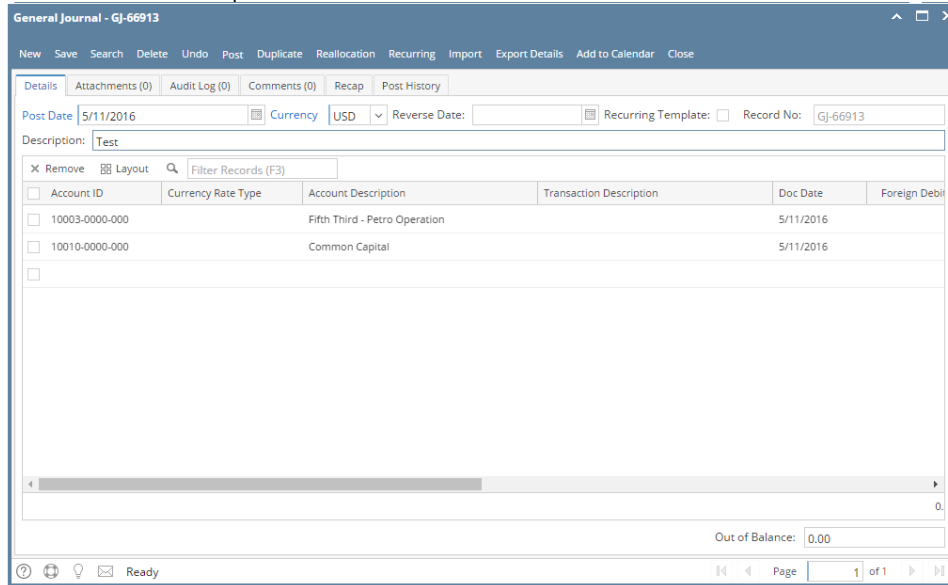 General Journal - GJ-66913
New Save Search Delete Undo Post Duplicate Reallocation Recurring Import Export Details Add to Calendar Close
Details Attachments (0) Audit Log (0) Comments (0) Recap Post History
Post Date 5/11/2016 Currency USD Reverse Date: Recurring Template: Record No: GJ-66913
Description: Test
Remove Layout Filter Records (F3)
Account ID Currency Rate Type Account Description Transaction Description Doc Date Foreign Debit
10003-0000-000 Fifth Third - Petro Operation 5/11/2016
10010-0000-000 Common Capital 5/11/2016
0.
Out of Balance: 0.00
Ready Page 1 of 1